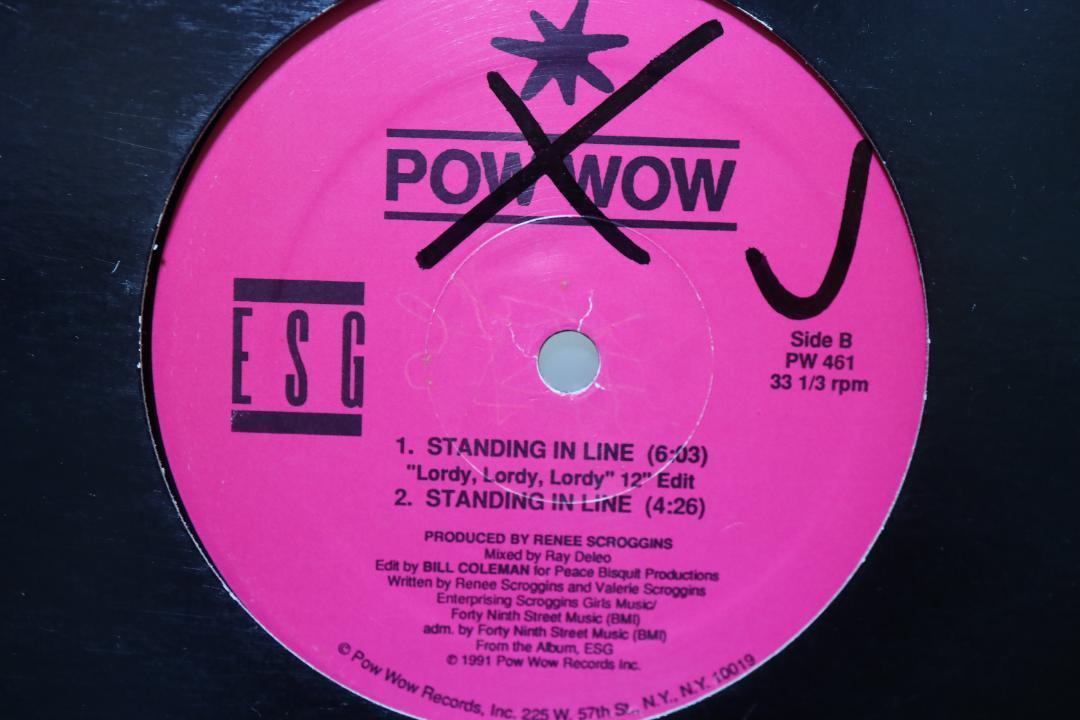 POW WOW
X
J
ESG
Side B
PW 461
33 1/3 rpm
1. STANDING IN LINE (6:03)
"Lordy, Lordy, Lordy" 12" Edit
2. STANDING IN LINE (4:26)
PRODUCED BY RENEE SCROGGINS
Mixed by Ray Deleo
Edit by BILL COLEMAN for Peace Bisquit Productions
Written by Renee Scroggins and Valerie Scroggins
Enterprising Scroggins Girls Music/
Forty Ninth Street Music (BMI)
adm. by Forty Ninth Street Music (BMI)
From the Album, ESG
© 1991 Pow Wow Records Inc.
© Pow Wow Records, Inc. 225 W. 57th St., N.Y., N.Y. 10019